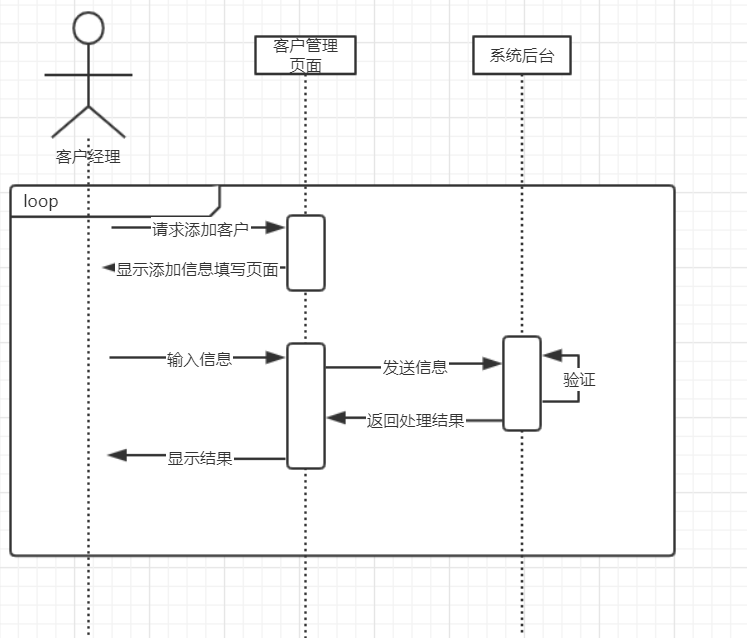 客户管理
页面
系统后台
客户经理
loop
请求添加客户
显示添加信息填写页面
输入信息
发送信息
验证
返回处理结果
显示结果